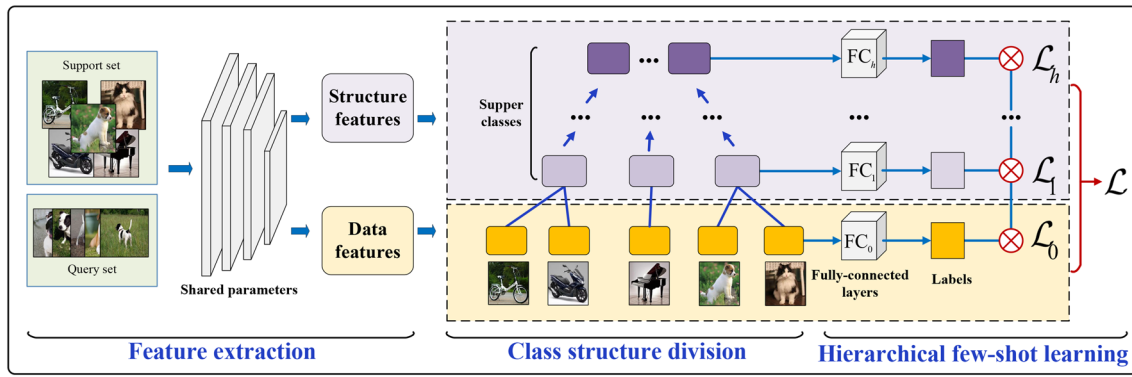 Support set
Query set
Shared parameters
Structure
features
Data
features
Supper
classes
...
...
...
...
...
...
FC_h
FC_1
FC_0
Fully-connected
layers
Labels
ℒ_h
ℒ_1
ℒ_0
ℒ
Feature extraction
Class structure division
Hierarchical few-shot learning